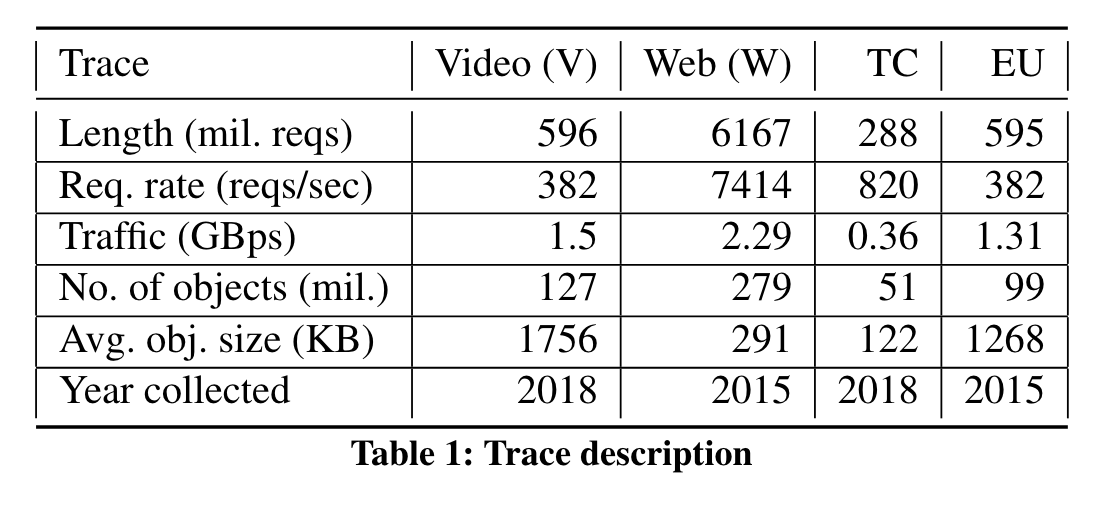 Trace Video (V) Web (W) TC EU
Length (mil. reqs) 596 6167 288 595
Req. rate (reqs/sec) 382 7414 820 382
Traffic (GBps) 1.5 2.29 0.36 1.31
No. of objects (mil.) 127 279 51 99
Avg. obj. size (KB) 1756 291 122 1268
Year collected 2018 2015 2018 2015
Table 1: Trace description